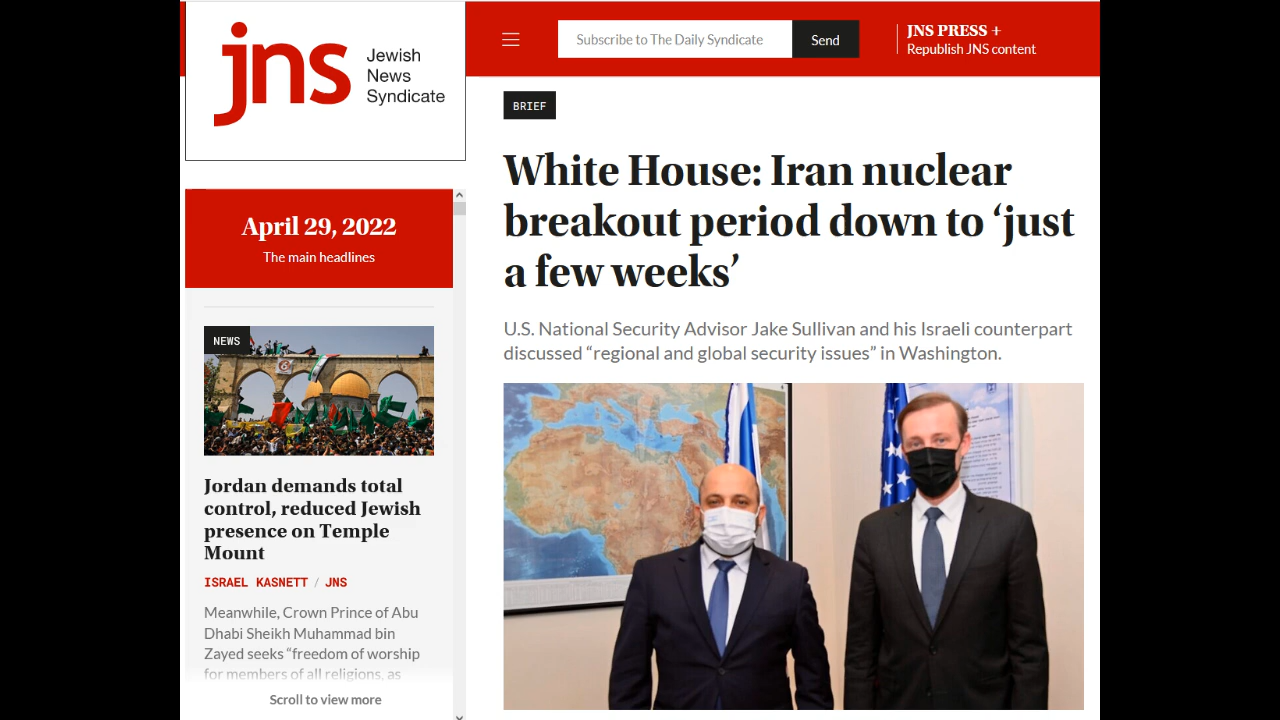 jns
Jewish
News
Syndicate
Subscribe to The Daily Syndicate
Send
JNS PRESS +
Republish JNS content
April 29, 2022
The main headlines
NEWS
Jordan demands total
control, reduced Jewish
presence on Temple
Mount
ISRAEL KASNETT / JNS
Meanwhile, Crown Prince of Abu
Dhabi Sheikh Muhammad bin
Zayed seeks “freedom of worship
for members of all religions, as
Scroll to view more
BRIEF
White House: Iran nuclear
breakout period down to ‘just
a few weeks’
U.S. National Security Advisor Jake Sullivan and his Israeli counterpart
discussed “regional and global security issues” in Washington.